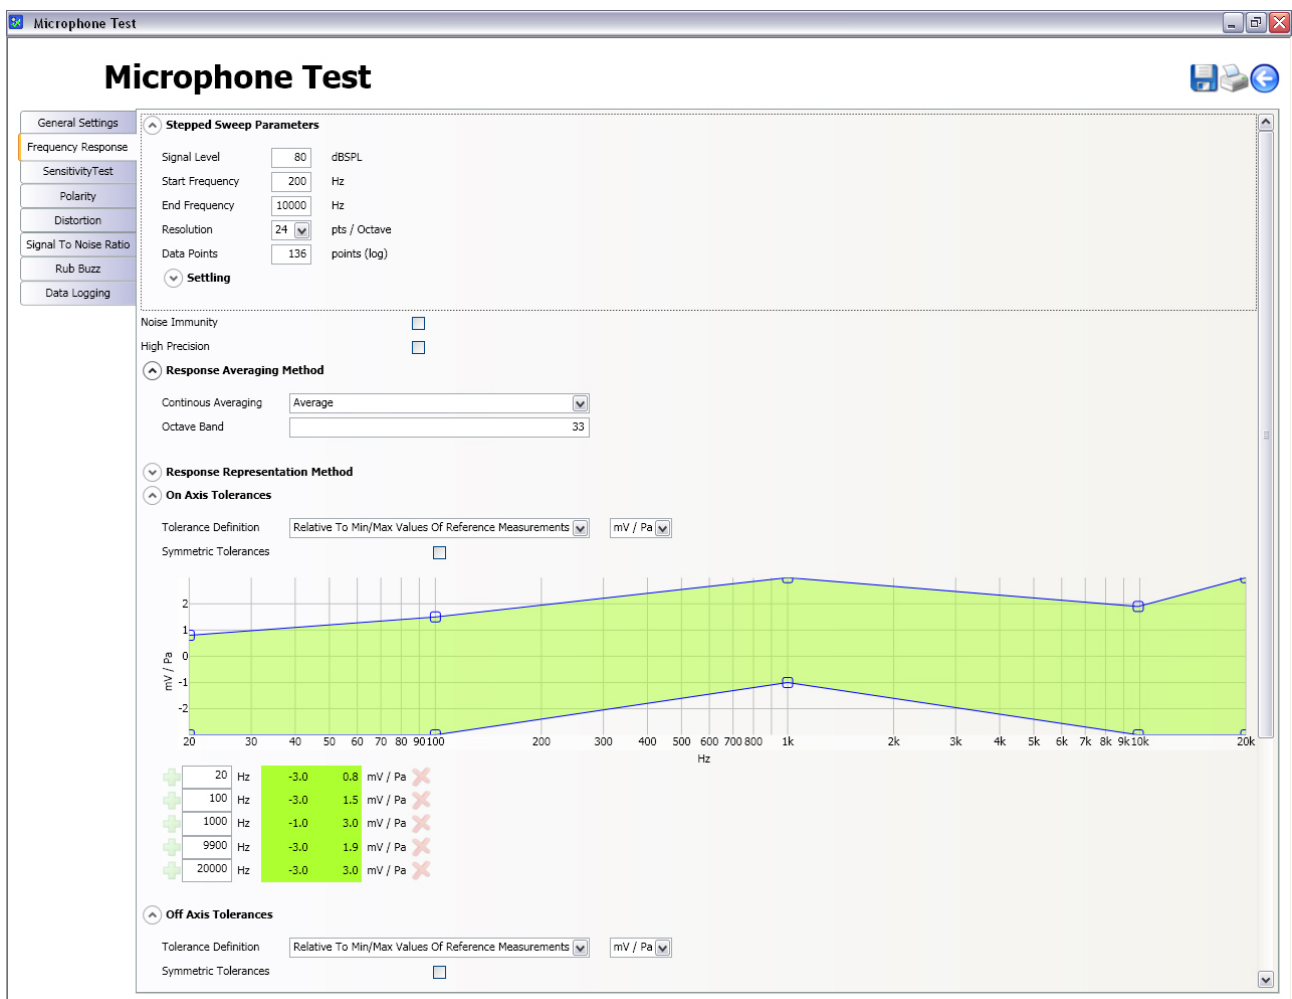 Microphone Test
Microphone Test
General Settings
Frequency Response
SensitivityTest
Polarity
Distortion
Signal To Noise Ratio
Rub Buzz
Data Logging
Stepped Sweep Parameters
Signal Level 80 dBSPL
Start Frequency 200 Hz
End Frequency 10000 Hz
Resolution 24 pts / Octave
Data Points 136 points (log)
Settling
Noise Immunity
High Precision
Response Averaging Method
Continous Averaging Average
Octave Band 33
Response Representation Method
On Axis Tolerances
Tolerance Definition Relative To Min/Max Values Of Reference Measurements mV / Pa
Symmetric Tolerances
2
1
0
-1
-2
mV / Pa
20 30 40 50 60 70 80 90 100 200 300 400 500 600 700 800 1k 2k 3k 4k 5k 6k 7k 8k 9k 10k 20k
Hz
20 Hz -3.0 0.8 mV / Pa
100 Hz -3.0 1.5 mV / Pa
1000 Hz -1.0 3.0 mV / Pa
9900 Hz -3.0 1.9 mV / Pa
20000 Hz -3.0 3.0 mV / Pa
Off Axis Tolerances
Tolerance Definition Relative To Min/Max Values Of Reference Measurements mV / Pa
Symmetric Tolerances